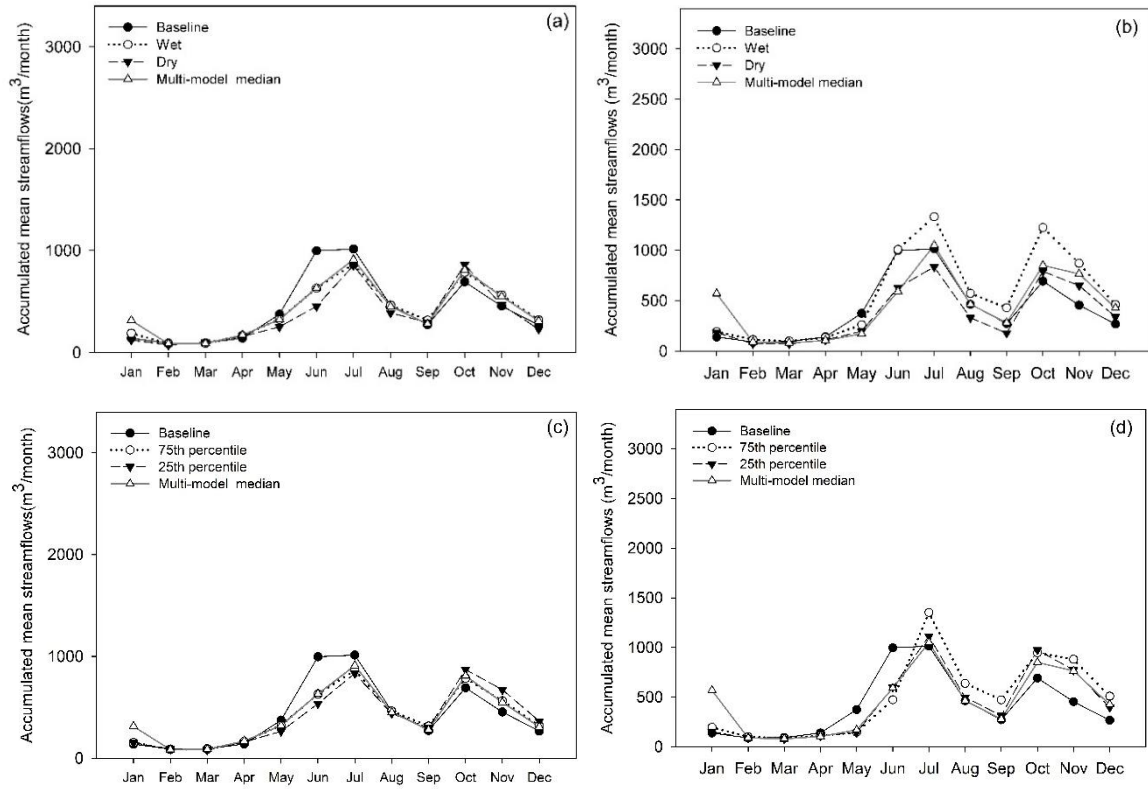 (a)
Baseline
Wet
Dry
Multi-model median
Accumulated mean streamflows(m³/month)
3000
2000
1000
0
Jan Feb Mar Apr May Jun Jul Aug Sep Oct Nov Dec
(b)
Baseline
Wet
Dry
Multi-model median
Accumulated mean streamflows (m³/month)
3000
2500
2000
1500
1000
500
0
Jan Feb Mar Apr May Jun Jul Aug Sep Oct Nov Dec
(c)
Baseline
75th percentile
25th percentile
Multi-model median
Accumulated mean streamflows(m³/month)
3000
2000
1000
0
Jan Feb Mar Apr May Jun Jul Aug Sep Oct Nov Dec
(d)
Baseline
75th percentile
25th percentile
Multi-model median
Accumulated mean streamflows (m³/month)
3000
2500
2000
1500
1000
500
0
Jan Feb Mar Apr May Jun Jul Aug Sep Oct Nov Dec